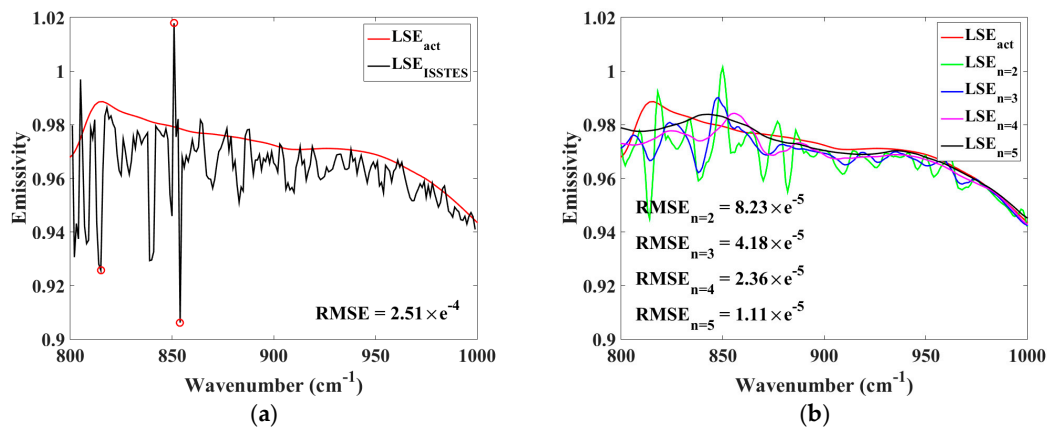 1.02
1
0.98
0.96
0.94
0.92
0.9
Emissivity
800
850
900
950
1000
Wavenumber (cm-1)
LSEact
LSEISSTES
RMSE = 2.51×e-4
(a)
1.02
1
0.98
0.96
0.94
0.92
0.9
Emissivity
800
850
900
950
1000
Wavenumber (cm-1)
LSEact
LSEn=2
LSEn=3
LSEn=4
LSEn=5
RMSEn=2 = 8.23×e-5
RMSEn=3 = 4.18×e-5
RMSEn=4 = 2.36×e-5
RMSEn=5 = 1.11×e-5
(b)